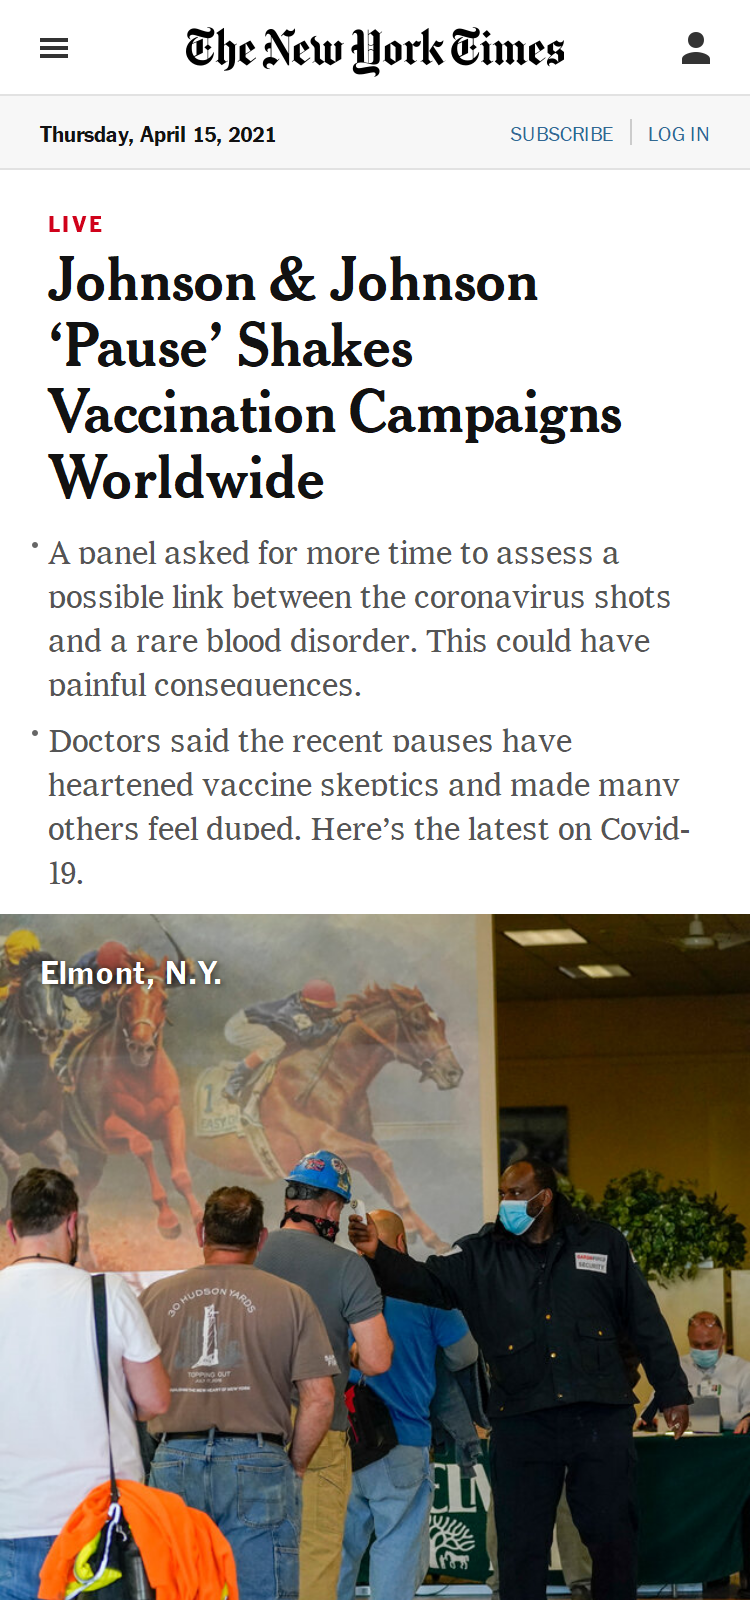 The New York Times
Thursday, April 15, 2021
SUBSCRIBE
LOG IN
LIVE
Johnson & Johnson
‘Pause’ Shakes
Vaccination Campaigns
Worldwide
A panel asked for more time to assess a
possible link between the coronavirus shots
and a rare blood disorder. This could have
painful consequences.
Doctors said the recent pauses have
heartened vaccine skeptics and made many
others feel duped. Here’s the latest on Covid-
19.
Elmont, N.Y.
1
30 HUDSON YARDS
TOPPING OUT
SECURITY
ELM